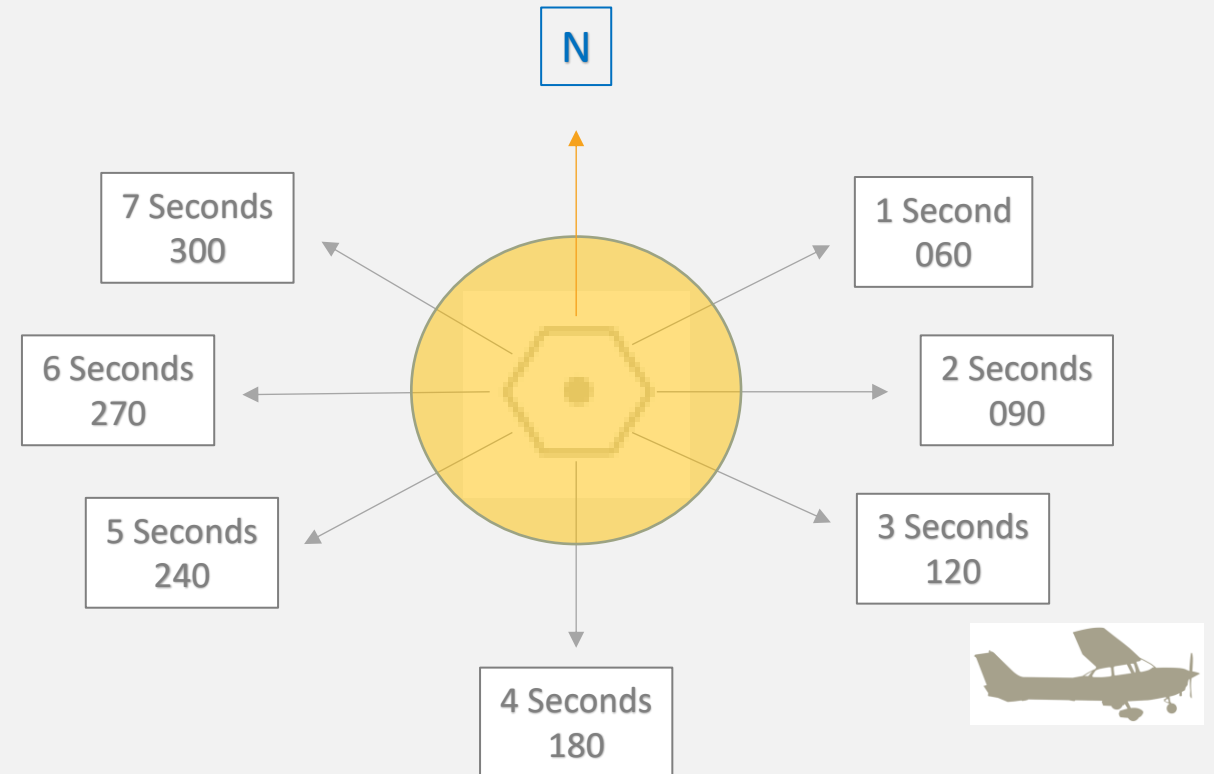 N
7 Seconds
300
1 Second
060
6 Seconds
270
2 Seconds
090
5 Seconds
240
3 Seconds
120
4 Seconds
180